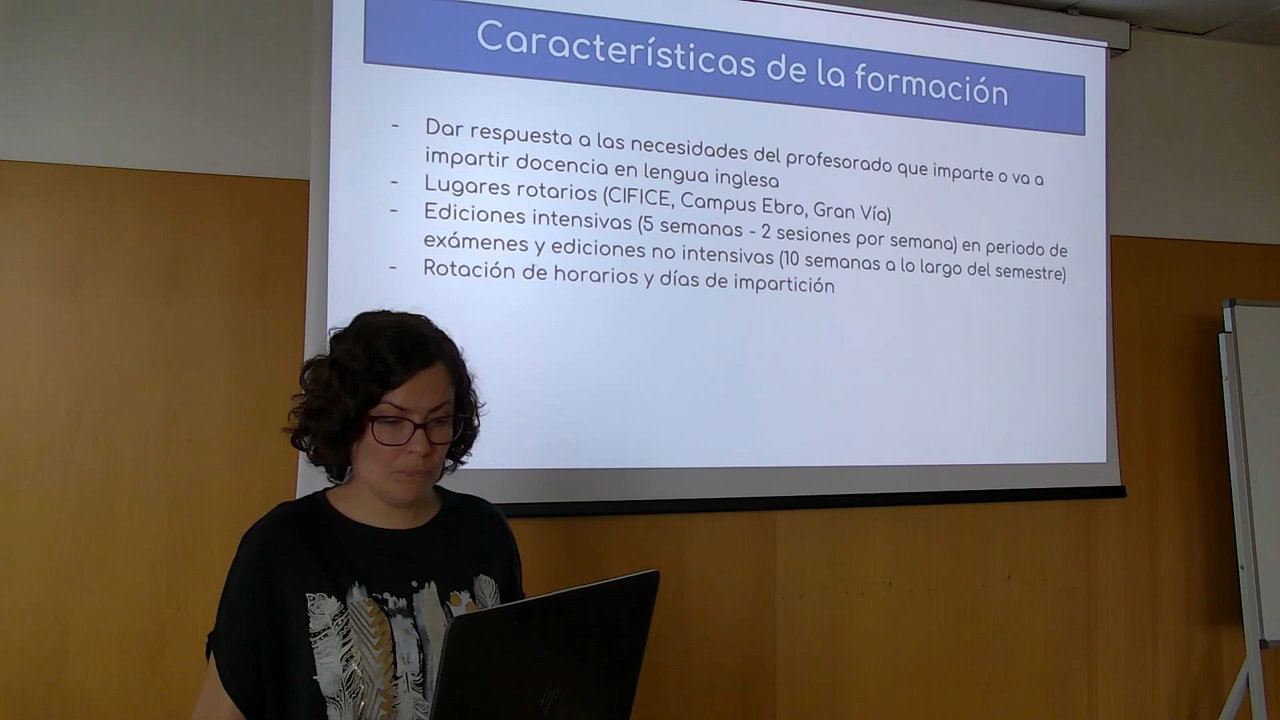 Características de la formación
- Dar respuesta a las necesidades del profesorado que imparte o va a
impartir docencia en lengua inglesa
- Lugares rotarios (CIFICE, Campus Ebro, Gran Vía)
- Ediciones intensivas (5 semanas - 2 sesiones por semana) en periodo de
exámenes y ediciones no intensivas (10 semanas a lo largo del semestre)
- Rotación de horarios y días de impartición